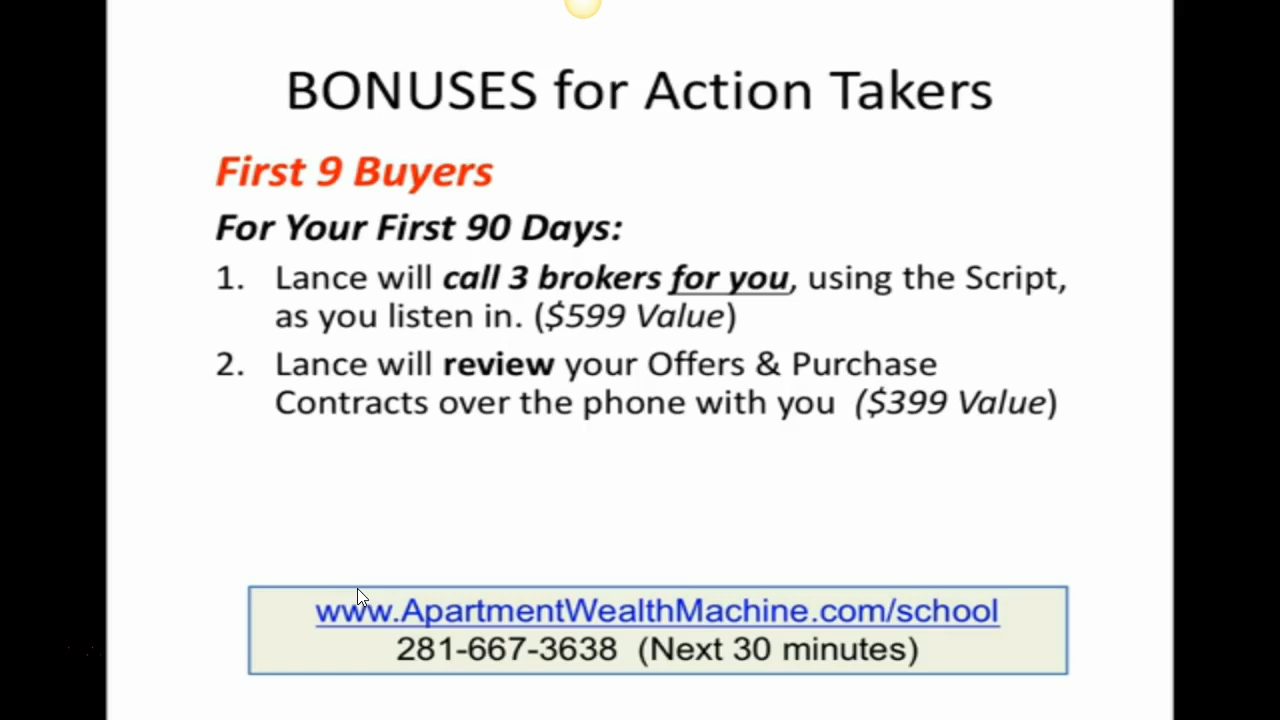 BONUSES for Action Takers
First 9 Buyers
For Your First 90 Days:
1. Lance will call 3 brokers for you, using the Script,
as you listen in. ($599 Value)
2. Lance will review your Offers & Purchase
Contracts over the phone with you ($399 Value)
www.ApartmentWealthMachine.com/school
281-667-3638 (Next 30 minutes)